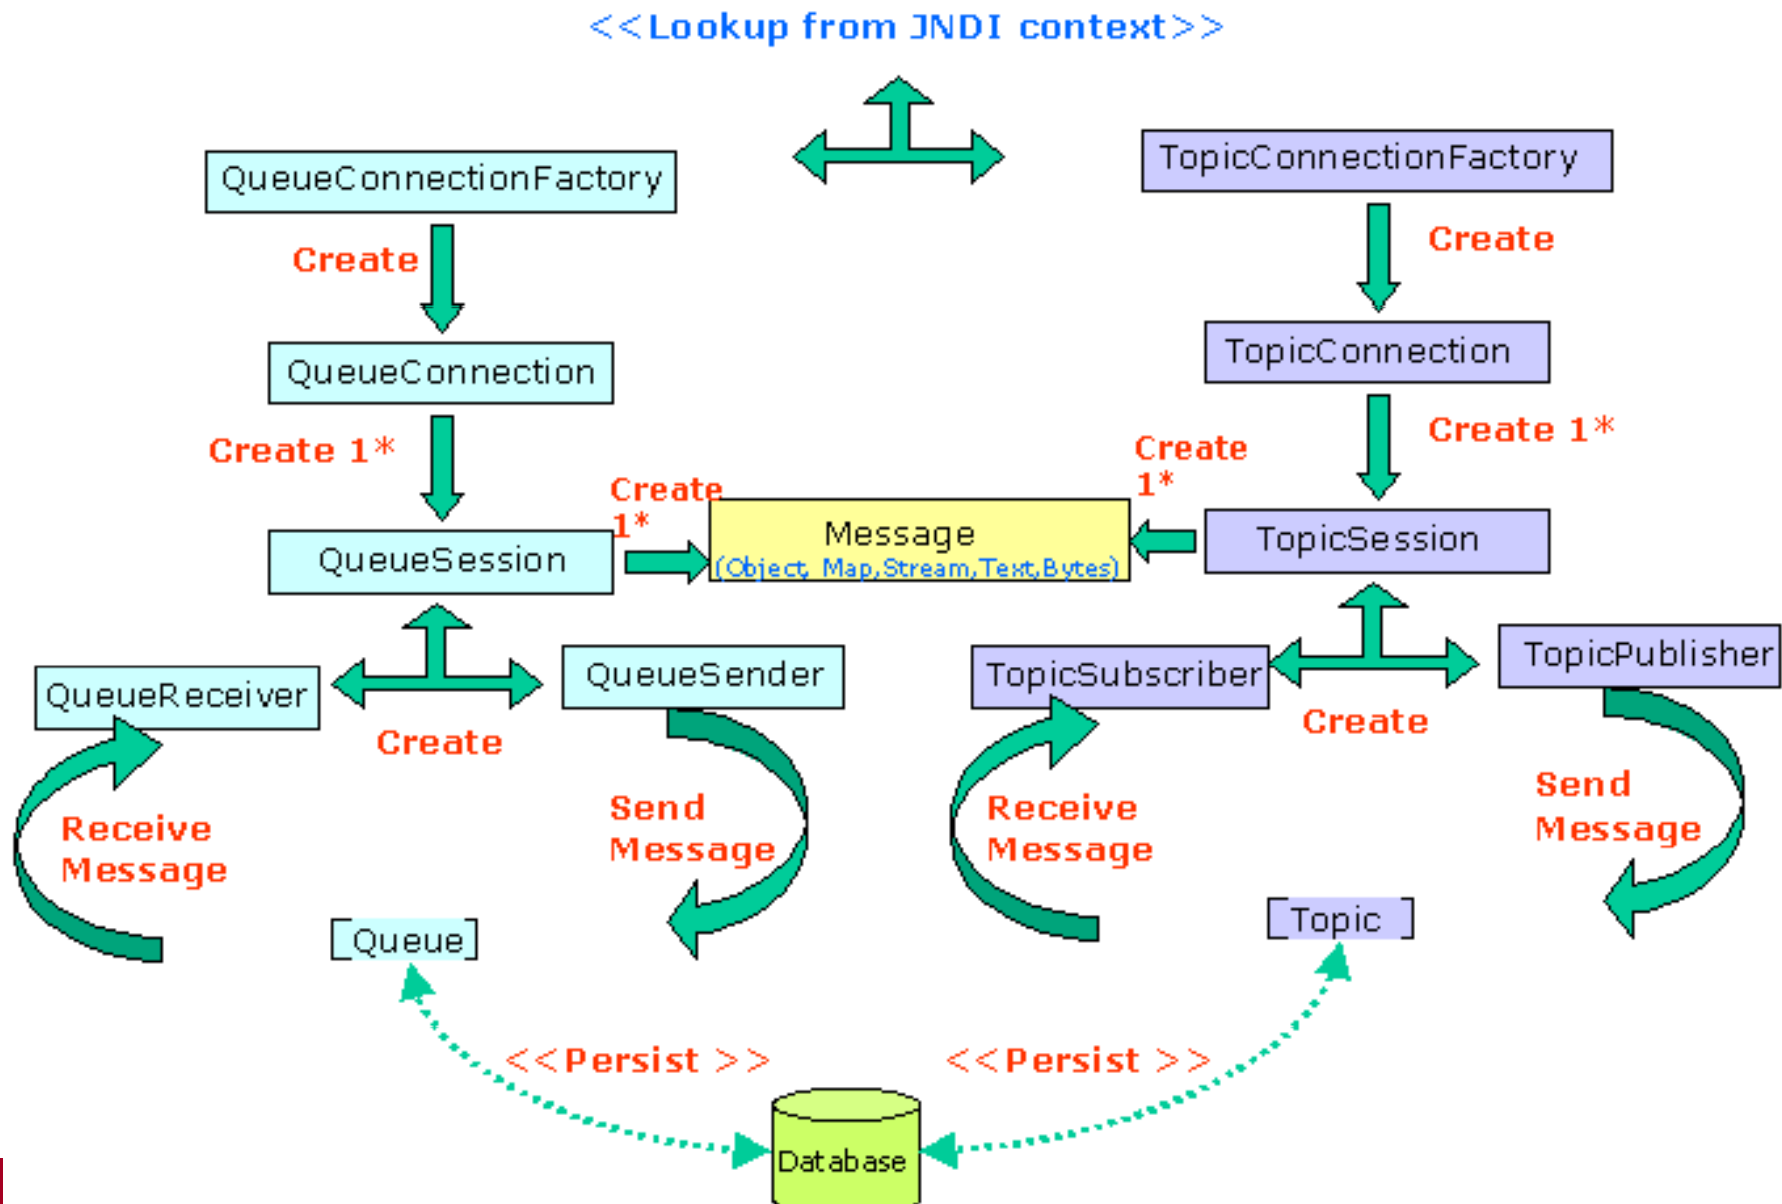 <<Lookup from JNDI context>>
QueueConnectionFactory
TopicConnectionFactory
Create
Create
QueueConnection
TopicConnection
Create 1*
Create 1*
Create
1*
Create
1*
Message
(Object, Map,Stream,Text,Bytes)
QueueSession
TopicSession
QueueReceiver
QueueSender
TopicSubscriber
TopicPublisher
Create
Create
Receive
Message
Send
Message
Receive
Message
Send
Message
[Queue]
[Topic]
<<Persist >>
<<Persist >>
Database